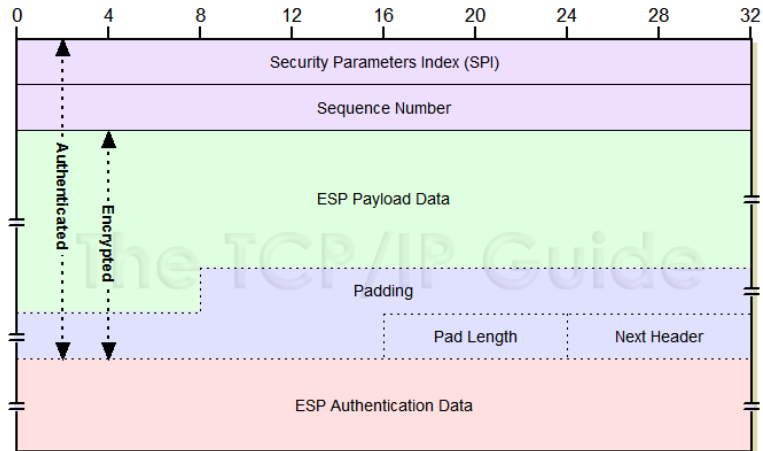 0 4 8 12 16 20 24 28 32
Security Parameters Index (SPI)
Sequence Number
Authenticated
Encrypted
ESP Payload Data
The TCP/IP Guide
Padding
Pad Length Next Header
ESP Authentication Data